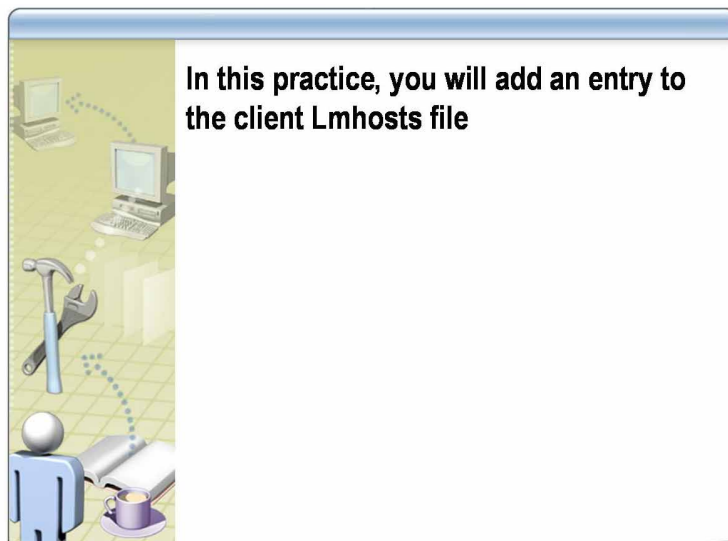 In this practice, you will add an entry to
the client Lmhosts file